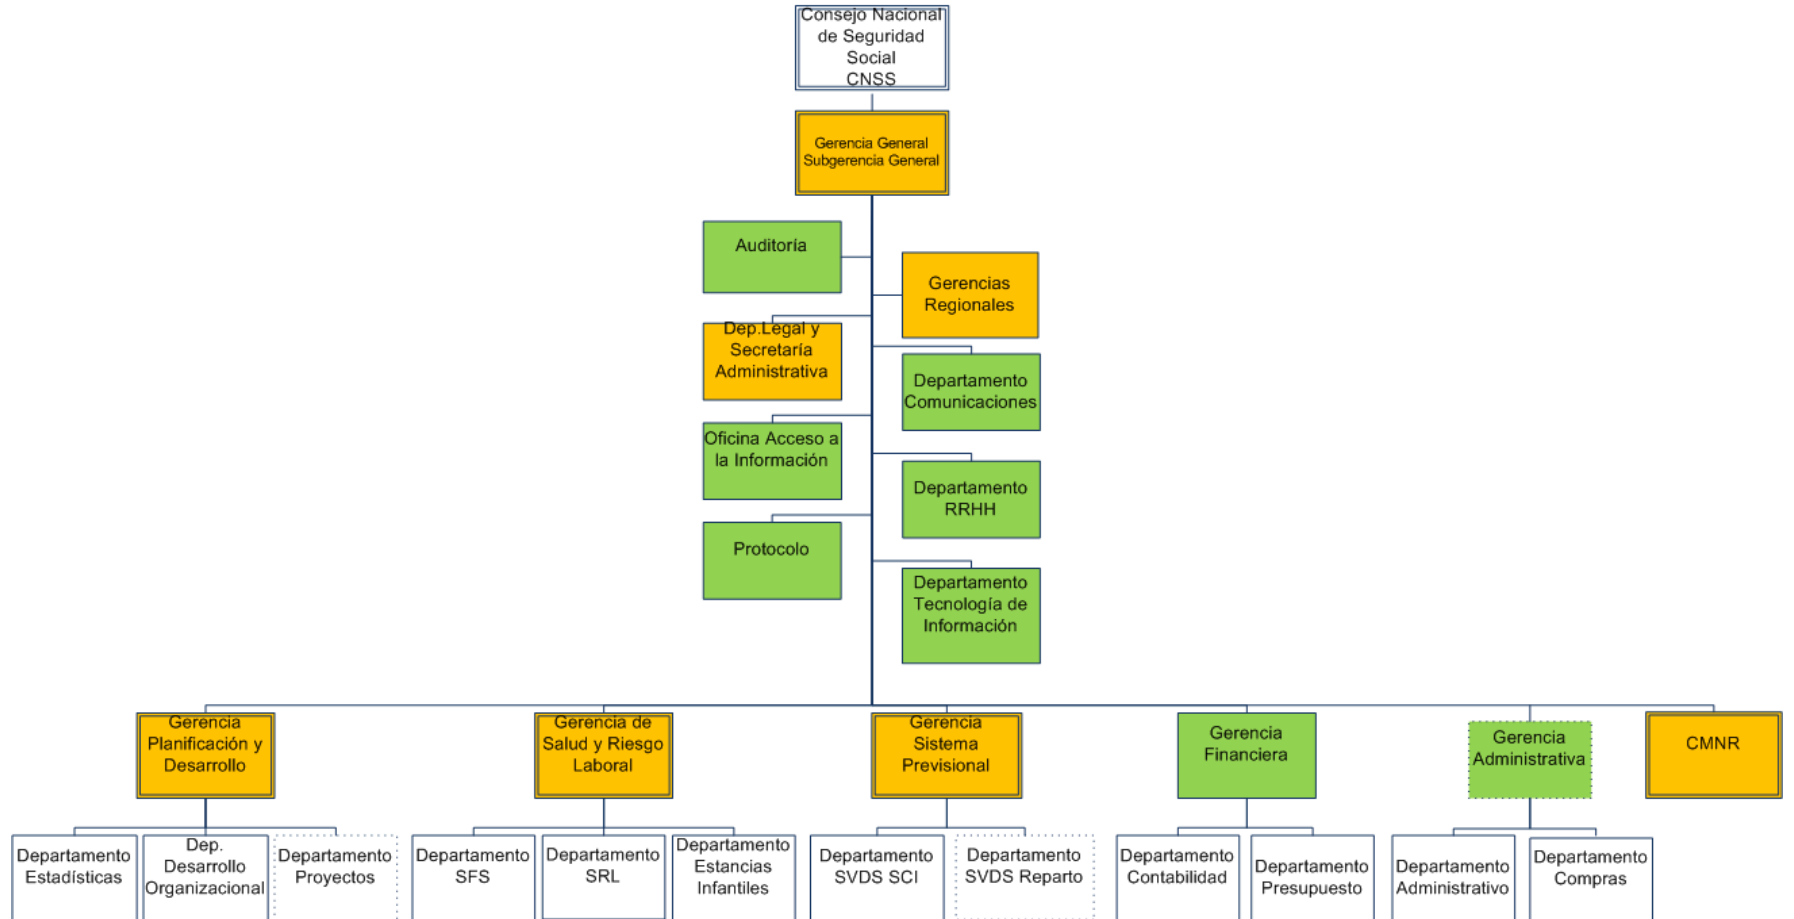 Consejo Nacional
de Seguridad
Social
CNSS
Gerencia General
Subgerencia General
Auditoría
Gerencias
Regionales
Dep.Legal y
Secretaría
Administrativa
Departamento
Comunicaciones
Oficina Acceso a
la Información
Departamento
RRHH
Protocolo
Departamento
Tecnología de
Información
Gerencia
Planificación y
Desarrollo
Gerencia de
Salud y Riesgo
Laboral
Gerencia
Sistema
Previsional
Gerencia
Financiera
Gerencia
Administrativa
CMNR
Departamento
Estadísticas
Dep.
Desarrollo
Organizacional
Departamento
Proyectos
Departamento
SFS
Departamento
SRL
Departamento
Estancias
Infantiles
Departamento
SVDS SCI
Departamento
SVDS Reparto
Departamento
Contabilidad
Departamento
Presupuesto
Departamento
Administrativo
Departamento
Compras